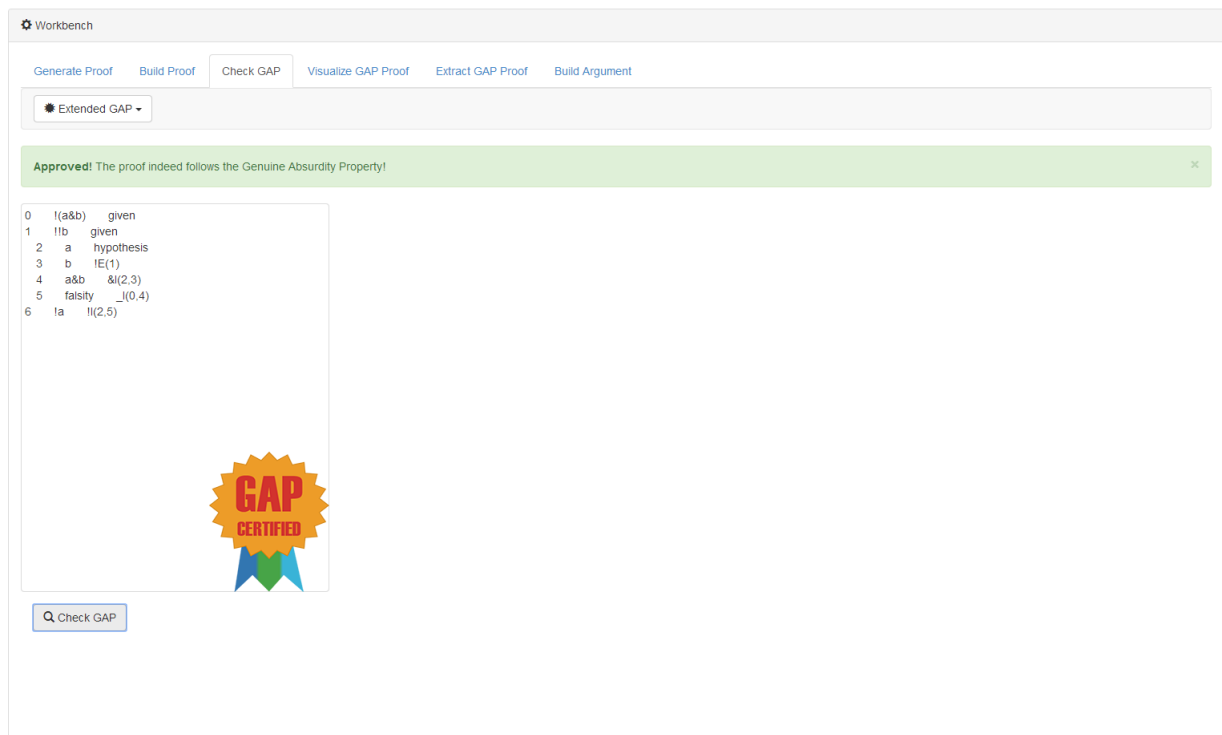 Workbench
Generate Proof Build Proof Check GAP Visualize GAP Proof Extract GAP Proof Build Argument
Extended GAP
Approved! The proof indeed follows the Genuine Absurdity Property! ×
0 !(a&b) given
1 !!b given
2 a hypothesis
3 b !E(1)
4 a&b &I(2,3)
5 falsity _I(0,4)
6 !a !I(2,5)
GAP
CERTIFIED
Check GAP